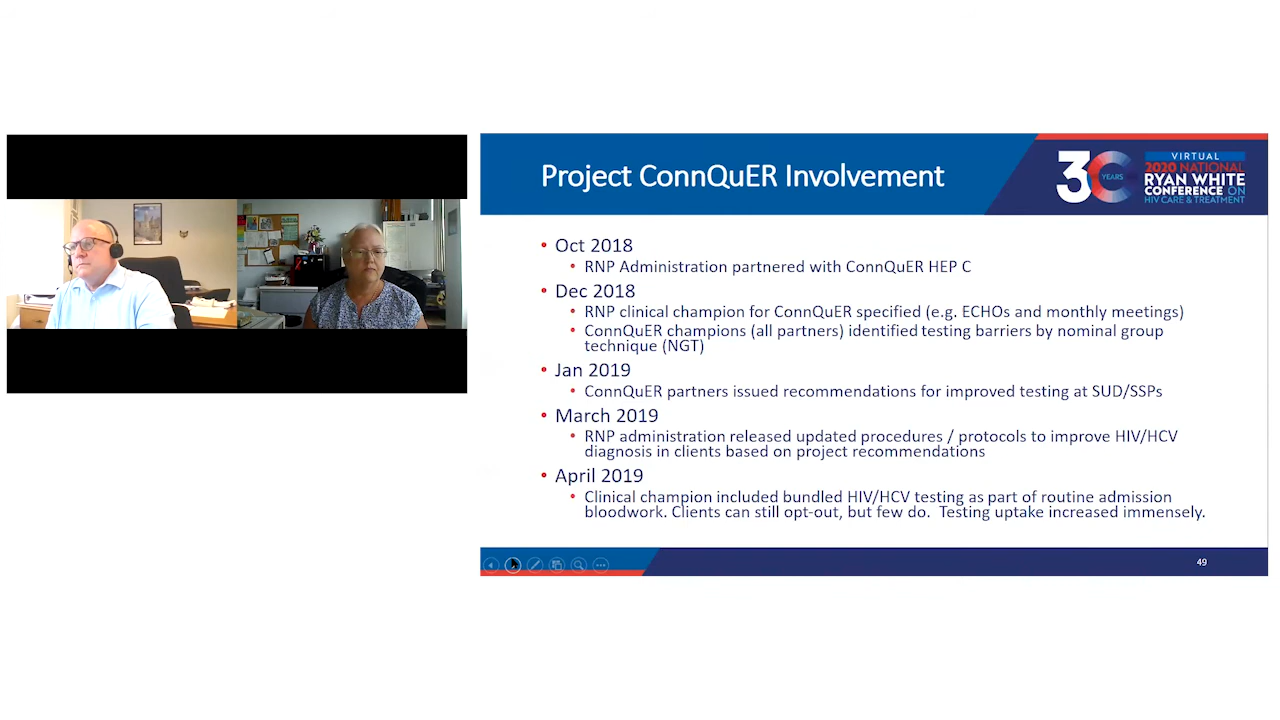 Project ConnQuER Involvement
30 YEARS
VIRTUAL
2020 NATIONAL
RYAN WHITE
CONFERENCE ON
HIV CARE & TREATMENT
• Oct 2018
• RNP Administration partnered with ConnQuER HEP C
• Dec 2018
• RNP clinical champion for ConnQuER specified (e.g. ECHOs and monthly meetings)
• ConnQuER champions (all partners) identified testing barriers by nominal group
technique (NGT)
• Jan 2019
• ConnQuER partners issued recommendations for improved testing at SUD/SSPs
• March 2019
• RNP administration released updated procedures / protocols to improve HIV/HCV
diagnosis in clients based on project recommendations
• April 2019
• Clinical champion included bundled HIV/HCV testing as part of routine admission
bloodwork. Clients can still opt-out, but few do.  Testing uptake increased immensely.
49